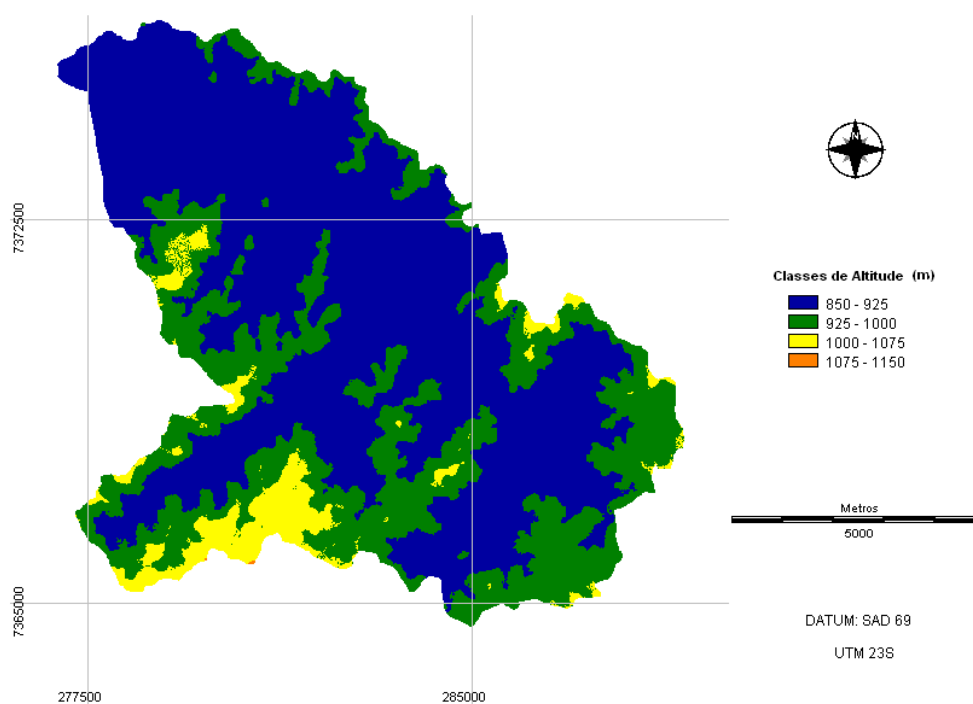 N
7372500
Classes de Altitude (m)
850 - 925
925 - 1000
1000 - 1075
1075 - 1150
Metros
5000
7365000
DATUM: SAD 69
UTM 23S
277500
285000